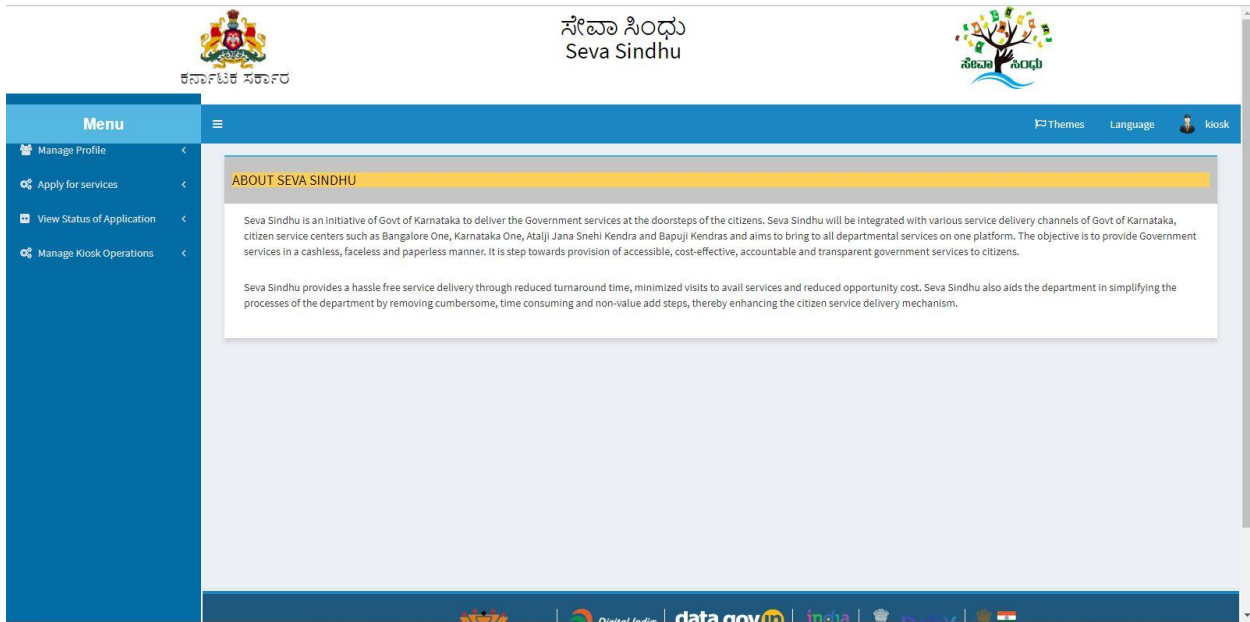 ಸೇವಾ ಸಿಂಧು
Seva Sindhu
ಕರ್ನಾಟಕ ಸರ್ಕಾರ
ಸೇವಾ ಸಿಂಧು
Menu
Themes Language kiosk
Manage Profile
Apply for services
View Status of Application
Manage Kiosk Operations
ABOUT SEVA SINDHU
Seva Sindhu is an initiative of Govt of Karnataka to deliver the Government services at the doorsteps of the citizens. Seva Sindhu will be integrated with various service delivery channels of Govt of Karnataka,
citizen service centers such as Bangalore One, Karnataka One, Atalji Jana Snehi Kendra and Bapuji Kendras and aims to bring to all departmental services on one platform. The objective is to provide Government
services in a cashless, faceless and paperless manner. It is step towards provision of accessible, cost-effective, accountable and transparent government services to citizens.
Seva Sindhu provides a hassle free service delivery through reduced turnaround time, minimized visits to avail services and reduced opportunity cost. Seva Sindhu also aids the department in simplifying the
processes of the department by removing cumbersome, time consuming and non-value add steps, thereby enhancing the citizen service delivery mechanism.
Digital India data.gov in india